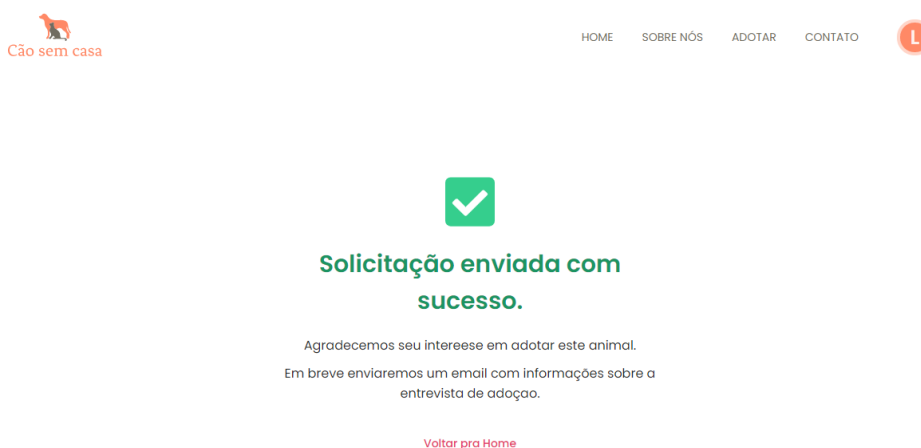 Cão sem casa
HOME SOBRE NÓS ADOTAR CONTATO L
Solicitação enviada com
sucesso.
Agradecemos seu intereese em adotar este animal.
Em breve enviaremos um email com informações sobre a
entrevista de adoçao.
Voltar pra Home